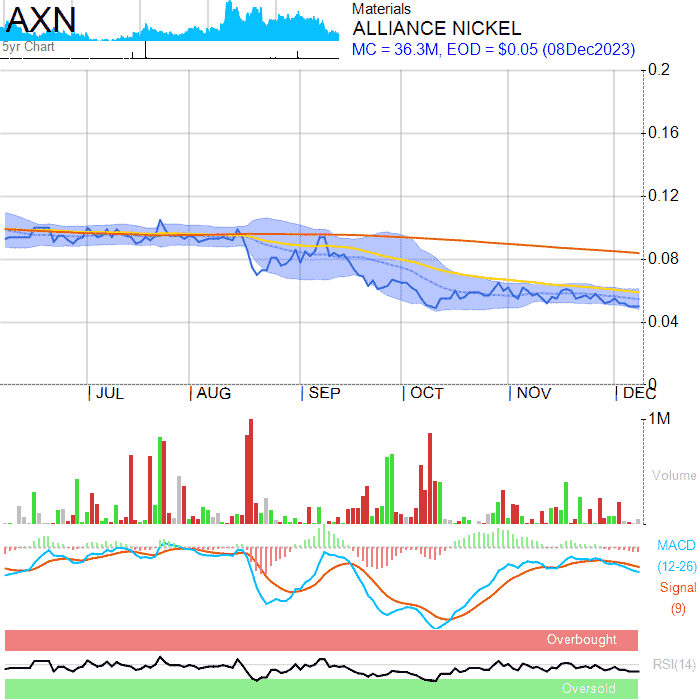 AXN
5yr Chart
Materials
ALLIANCE NICKEL
MC = 36.3M, EOD = $0.05 (08Dec2023)
0.2
0.16
0.12
0.08
0.04
0
JUL AUG SEP OCT NOV DEC
1M
Volume
MACD
(12-26)
Signal
(9)
Overbought
RSI(14)
Oversold